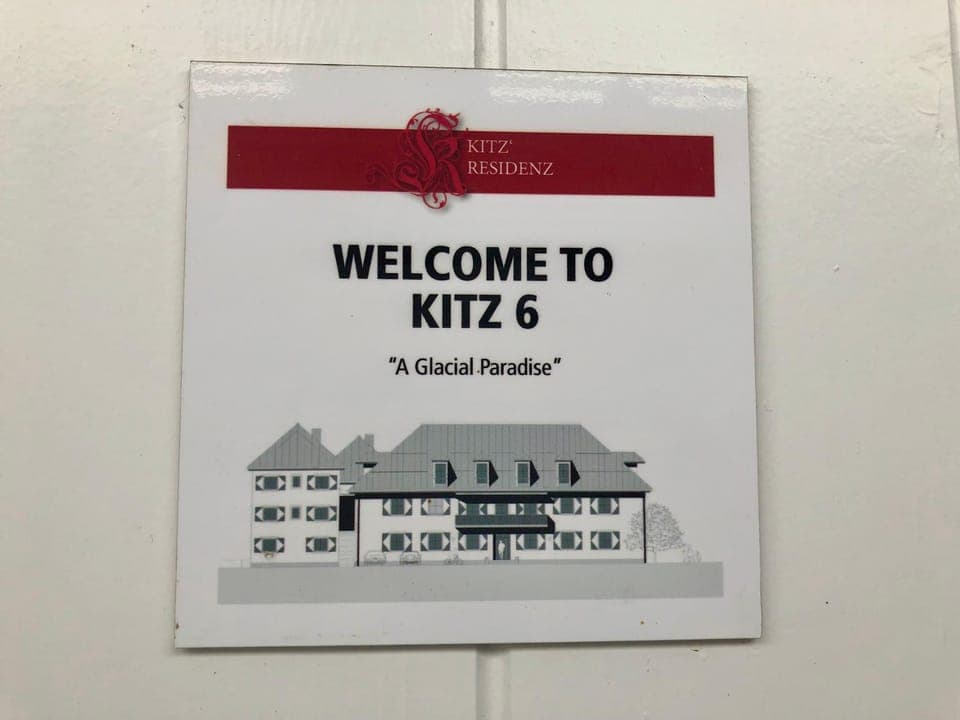 KITZ‘
RESIDENZ
WELCOME TO
KITZ 6
“A Glacial Paradise”